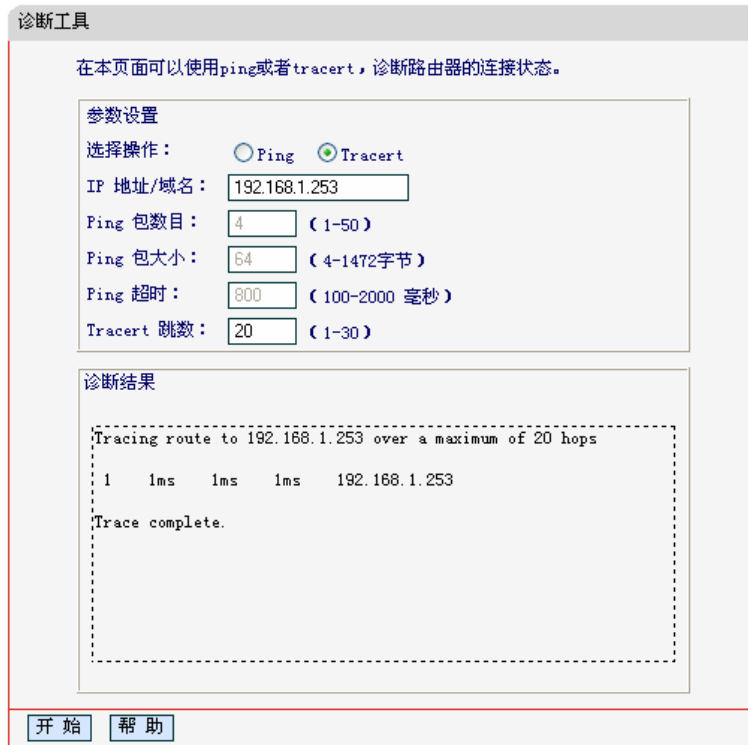 诊断工具
在本页面可以使用ping或者tracert，诊断路由器的连接状态。
参数设置
选择操作： Ping Tracert
IP 地址/域名： 192.168.1.253
Ping 包数目： 4 （1-50）
Ping 包大小： 64 （4-1472字节）
Ping 超时： 800 （100-2000 毫秒）
Tracert 跳数： 20 （1-30）
诊断结果
Tracing route to 192.168.1.253 over a maximum of 20 hops
1 1ms 1ms 1ms 192.168.1.253
Trace complete.
开 始 帮 助